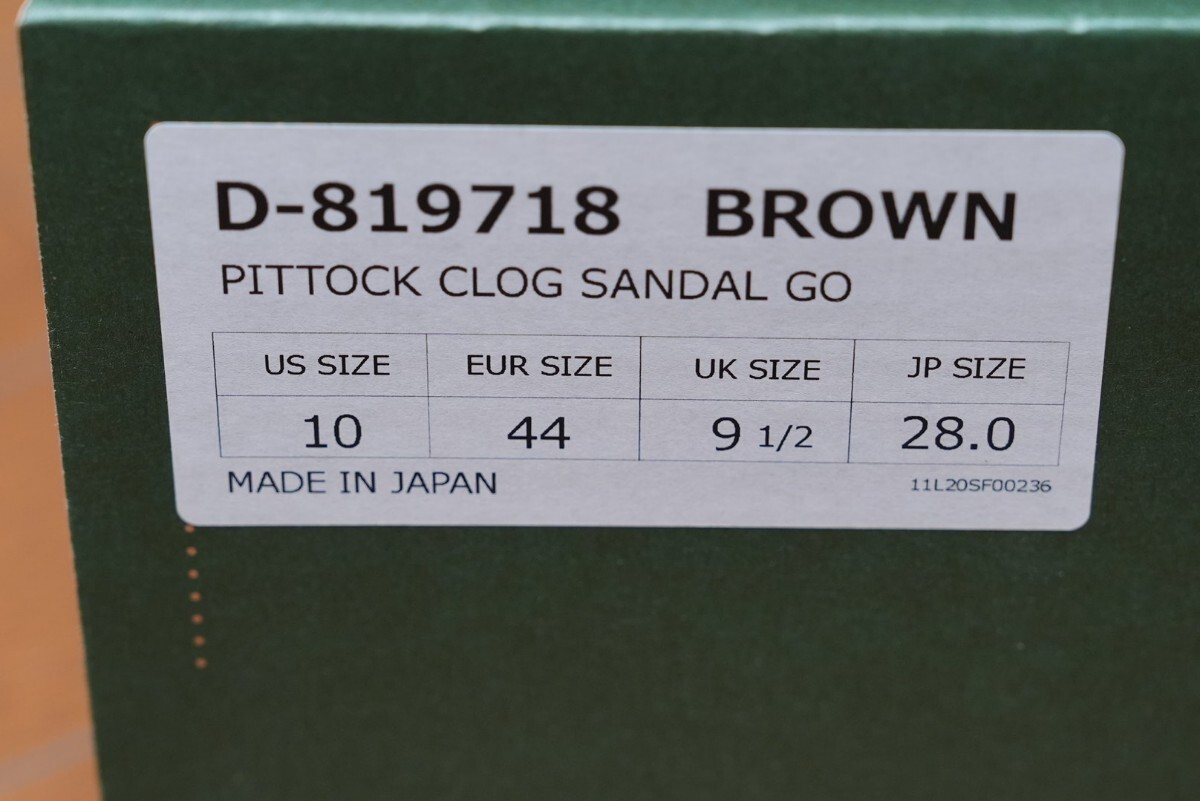 D-819718 BROWN
PITTOCK CLOG SANDAL GO
US SIZE EUR SIZE UK SIZE JP SIZE
10 44 9 1/2 28.0
MADE IN JAPAN 11L20SF00236